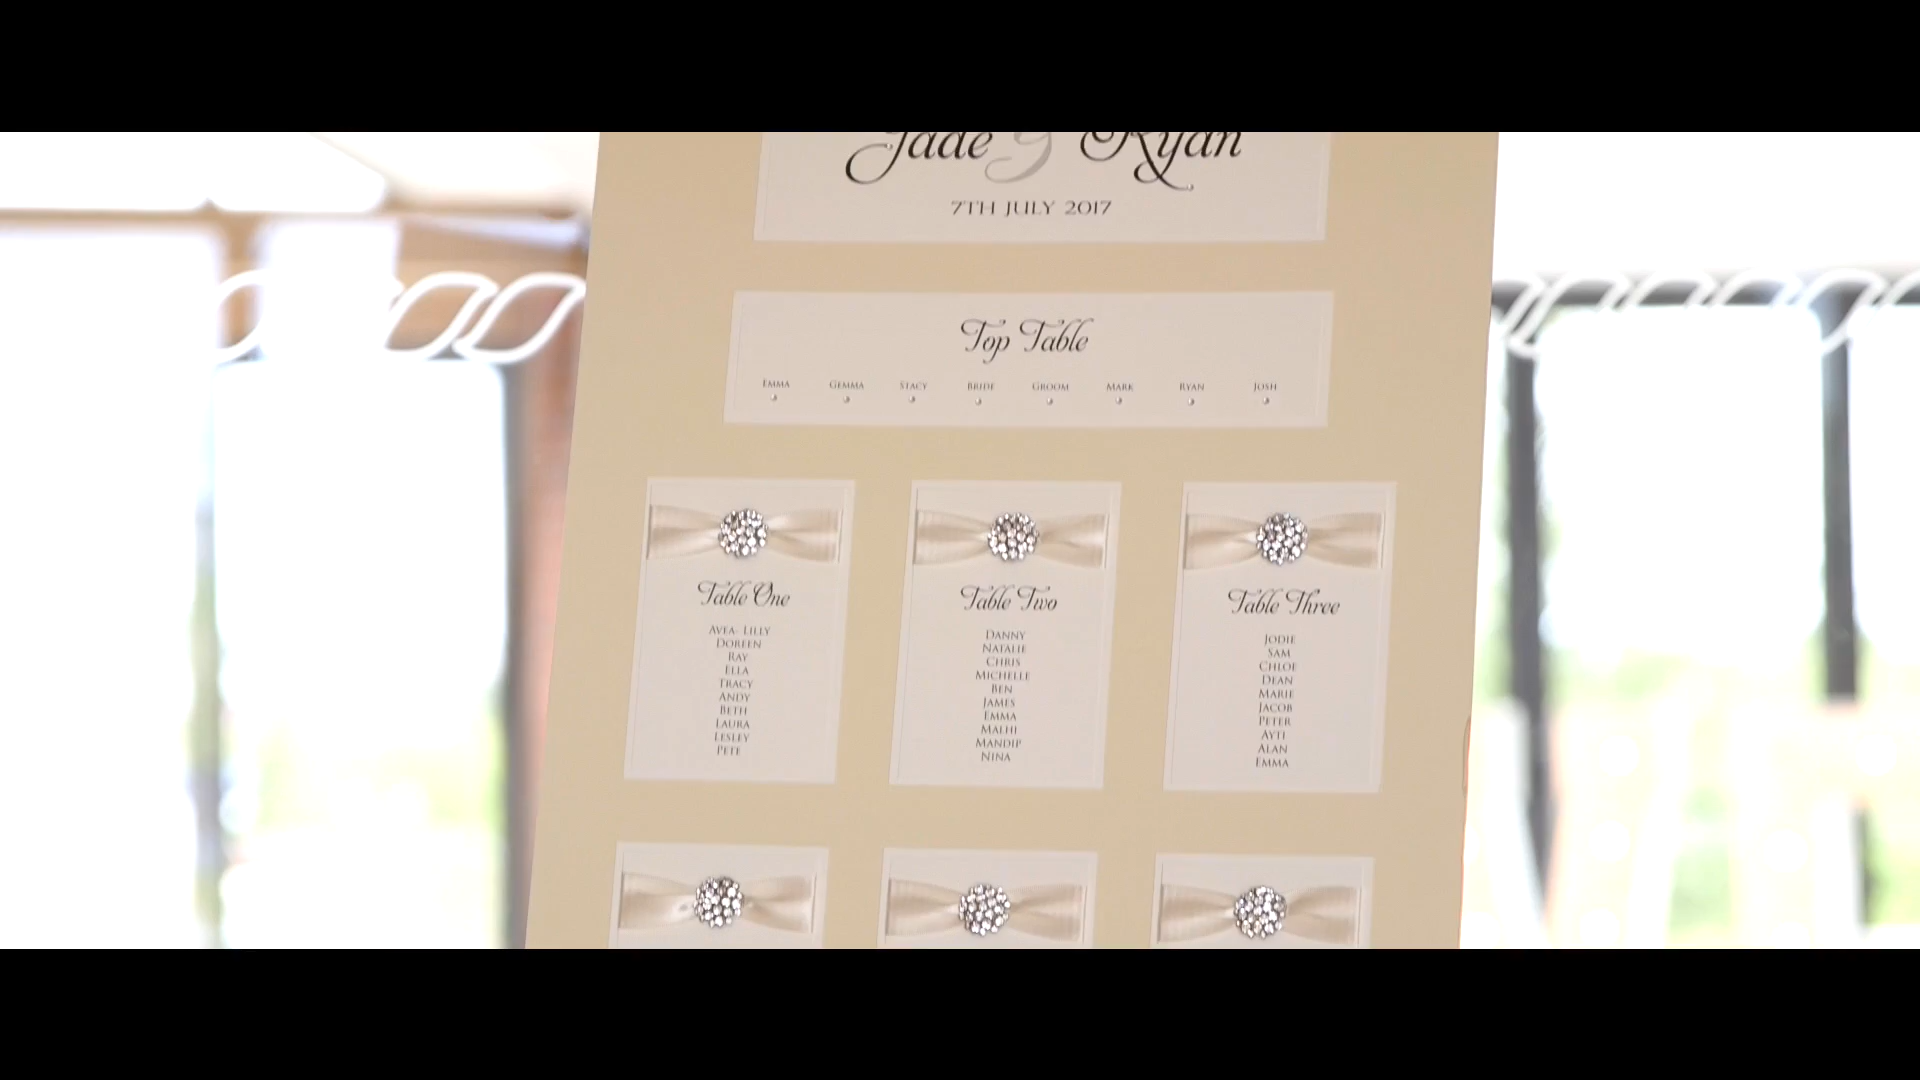 Jade & Ryan
7TH JULY 2017
Top Table
EMMA GEMMA STACY BRIDE GROOM MARK RYAN JOSH
Table One
AVEA- LILLY
DOREEN
RAY
ELLA
TRACY
ANDY
BETH
LAURA
LESLEY
PETE
Table Two
DANNY
NATALIE
CHRIS
MICHELLE
BEN
JAMES
EMMA
MALHI
MANDIP
NINA
Table Three
JODIE
SAM
CHLOE
DEAN
MARIE
JACOB
PETER
AYTI
ALAN
EMMA